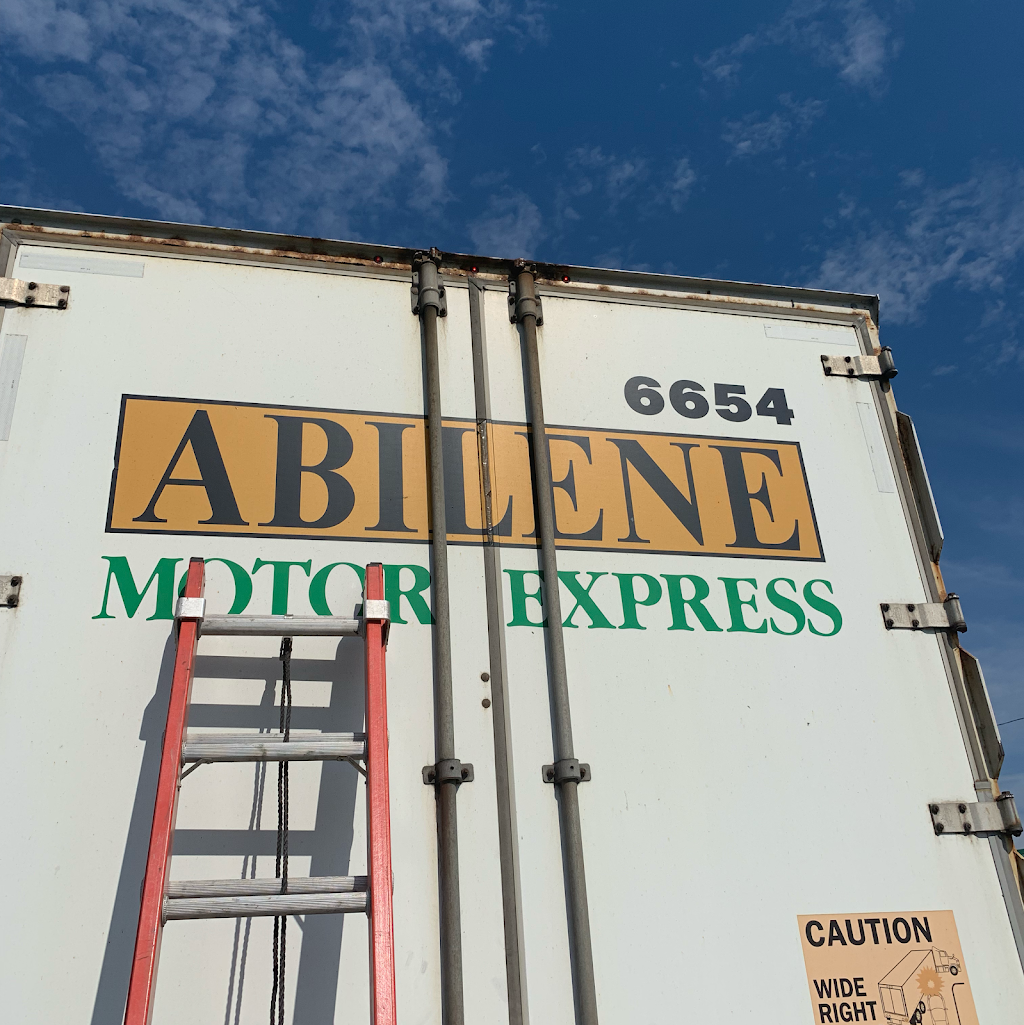 6654
ABILENE
MOTOR EXPRESS
CAUTION
WIDE
RIGHT